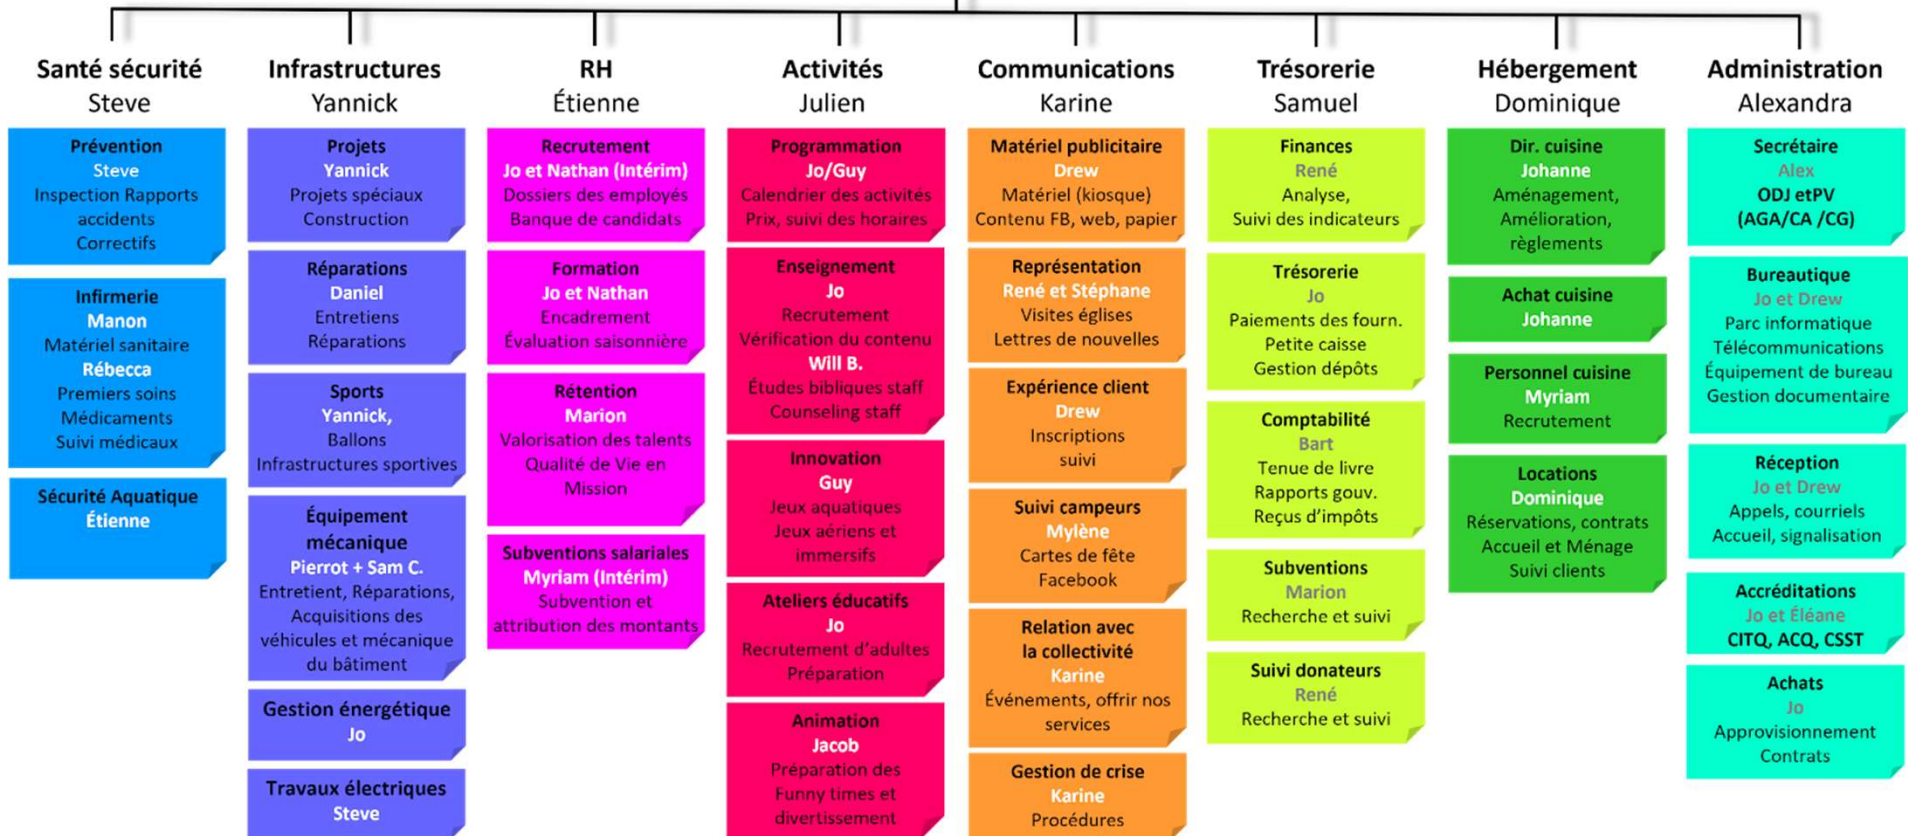 Santé sécurité
Steve
Prévention
Steve
Inspection Rapports
accidents
Correctifs
Infirmerie
Manon
Matériel sanitaire
Rébecca
Premiers soins
Médicaments
Suivi médicaux
Sécurité Aquatique
Étienne
Infrastructures
Yannick
Projets
Yannick
Projets spéciaux
Construction
Réparations
Daniel
Entretiens
Réparations
Sports
Yannick,
Ballons
Infrastructures sportives
Équipement
mécanique
Pierrot + Sam C.
Entretient, Réparations,
Acquisitions des
véhicules et mécanique
du bâtiment
Gestion énergétique
Jo
Travaux électriques
Steve
RH
Étienne
Recrutement
Jo et Nathan (Intérim)
Dossiers des employés
Banque de candidats
Formation
Jo et Nathan
Encadrement
Évaluation saisonnière
Rétention
Marion
Valorisation des talents
Qualité de Vie en
Mission
Subventions salariales
Myriam (Intérim)
Subvention et
attribution des montants
Activités
Julien
Programmation
Jo/Guy
Calendrier des activités
Prix, suivi des horaires
Enseignement
Jo
Recrutement
Vérification du contenu
Will B.
Études bibliques staff
Counseling staff
Innovation
Guy
Jeux aquatiques
Jeux aériens et
immersifs
Ateliers éducatifs
Jo
Recrutement d’adultes
Préparation
Animation
Jacob
Préparation des
Funny times et
divertissement
Communications
Karine
Matériel publicitaire
Drew
Matériel (kiosque)
Contenu FB, web, papier
Représentation
René et Stéphane
Visites églises
Lettres de nouvelles
Expérience client
Drew
Inscriptions
suivi
Suivi campeurs
Mylène
Cartes de fête
Facebook
Relation avec
la collectivité
Karine
Événements, offrir nos
services
Gestion de crise
Karine
Procédures
Trésorerie
Samuel
Finances
René
Analyse,
Suivi des indicateurs
Trésorerie
Jo
Paiements des fourn.
Petite caisse
Gestion dépôts
Comptabilité
Bart
Tenue de livre
Rapports gouv.
Reçus d’impôts
Subventions
Marion
Recherche et suivi
Suivi donateurs
René
Recherche et suivi
Hébergement
Dominique
Dir. cuisine
Johanne
Aménagement,
Amélioration,
règlements
Achat cuisine
Johanne
Personnel cuisine
Myriam
Recrutement
Locations
Dominique
Réservations, contrats
Accueil et Ménage
Suivi clients
Administration
Alexandra
Secrétaire
Alex
ODJ etPV
(AGA/CA /CG)
Bureautique
Jo et Drew
Parc informatique
Télécommunications
Équipement de bureau
Gestion documentaire
Réception
Jo et Drew
Appels, courriels
Accueil, signalisation
Accréditations
Jo et Éléane
CITQ, ACQ, CSST
Achats
Jo
Approvisionnement
Contrats